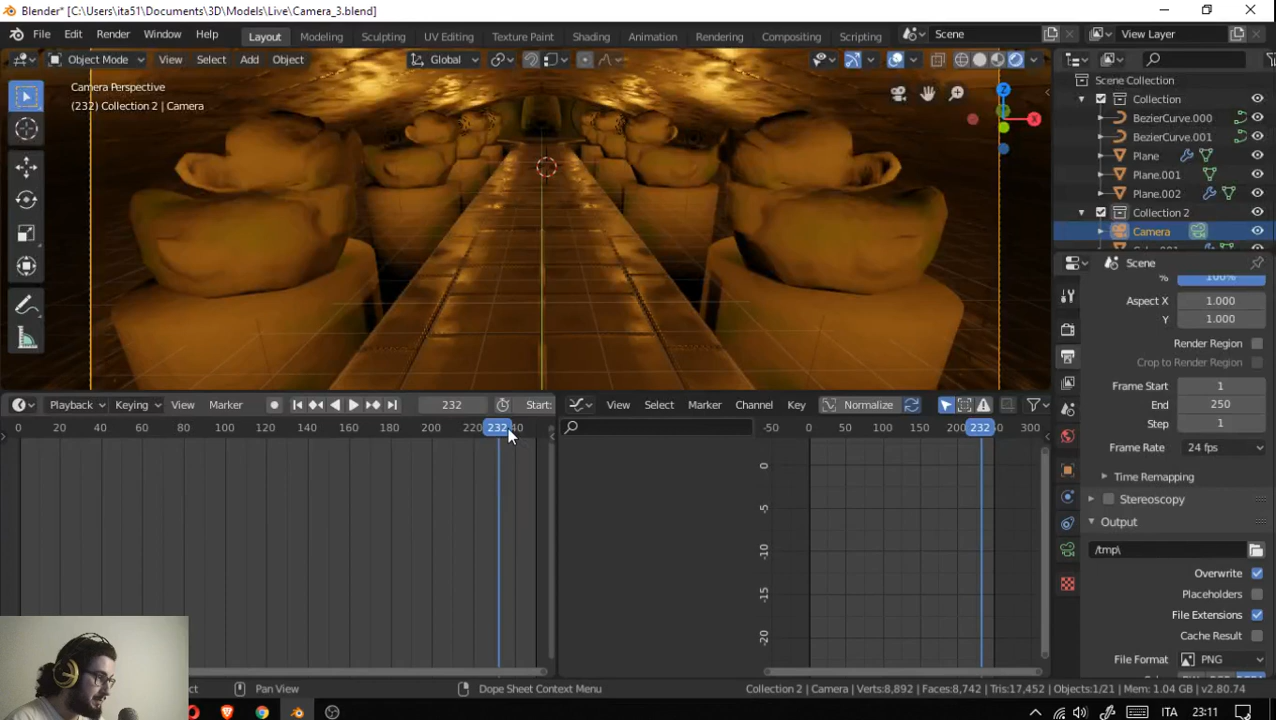 Blender* [C:\Users\ita51\Documents\3D\Models\Live\Camera_3.blend]
File Edit Render Window Help Layout Modeling Sculpting UV Editing Texture Paint Shading Animation Rendering Compositing Scripting Scene View Layer
Object Mode View Select Add Object Global
Camera Perspective
(232) Collection 2 | Camera
Z
X
Scene Collection
Collection
BezierCurve.000
BezierCurve.001
Plane
Plane.001
Plane.002
Collection 2
Camera
Scene
% 100%
Aspect X 1.000
Y 1.000
Render Region
Crop to Render Region
Frame Start 1
End 250
Step 1
Frame Rate 24 fps
Time Remapping
Stereoscopy
Output
/tmp\
Overwrite
Placeholders
File Extensions
Cache Result
File Format PNG
Playback Keying View Marker 232 Start:
0 20 40 60 80 100 120 140 160 180 200 220 232 40
View Select Marker Channel Key Normalize
-50 0 50 100 150 200 232 300
0
-5
-10
-15
-20
Pan View Dope Sheet Context Menu
Collection 2 | Camera | Verts:8,892 | Faces:8,742 | Tris:17,452 | Objects:1/21 | Mem: 1.04 GB | v2.80.74
ITA 23:11